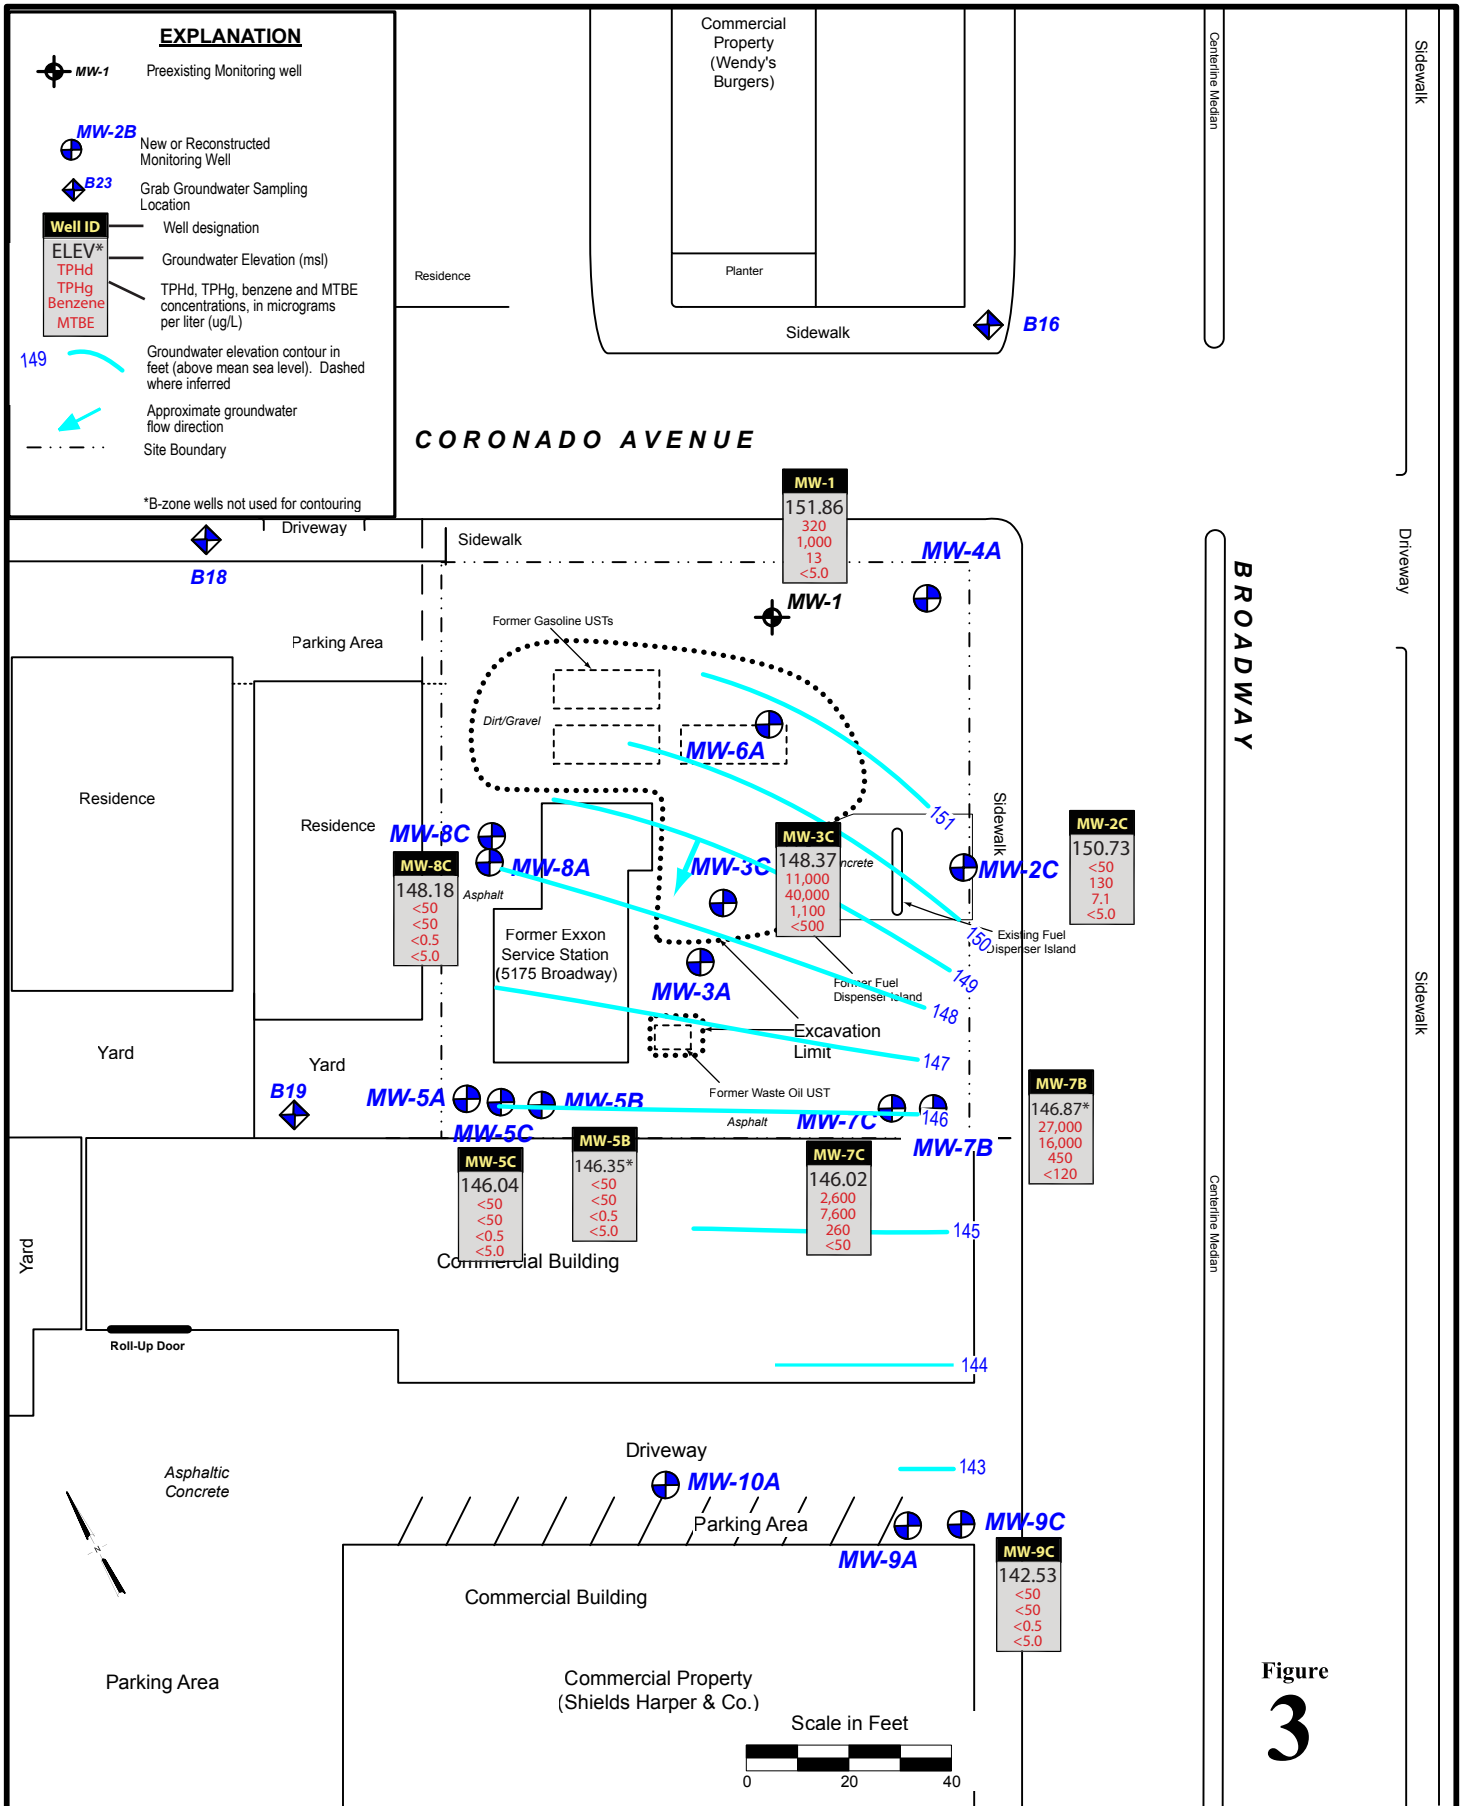 EXPLANATION
MW-1
Preexisting Monitoring well
MW-2B
New or Reconstructed
Monitoring Well
B23
Grab Groundwater Sampling
Location
Well ID
Well designation
ELEV*
Groundwater Elevation (msl)
TPHd
TPHg
Benzene
MTBE
TPHd, TPHg, benzene and MTBE
concentrations, in micrograms
per liter (ug/L)
149
Groundwater elevation contour in
feet (above mean sea level). Dashed
where inferred
Approximate groundwater
flow direction
Site Boundary
*B-zone wells not used for contouring
Commercial
Property
(Wendy's
Burgers)
Centerline Median
Sidewalk
Residence
Planter
Sidewalk
B16
CORONADO AVENUE
MW-1
151.86
320
1,000
13
<5.0
Driveway
Sidewalk
MW-4A
Driveway
B18
BROADWAY
MW-1
Former Gasoline USTs
Parking Area
Dirt/Gravel
MW-6A
Residence
Residence
151
Sidewalk
MW-8C
MW-8A
MW-8C
148.18
<50
<50
<0.5
<5.0
Asphalt
MW-3C
MW-3C
148.37
11,000
40,000
1,100
<500
ncrete
MW-2C
MW-2C
150.73
<50
130
7.1
<5.0
Former Exxon
Service Station
(5175 Broadway)
150
Existing Fuel
Dispenser Island
149
MW-3A
Former Fuel
Dispenser Island
148
Sidewalk
Excavation
Limit
147
Yard
Yard
Former Waste Oil UST
B19
MW-5A
MW-5B
MW-5C
Asphalt
MW-7C
146
MW-7B
MW-7B
146.87*
27,000
16,000
450
<120
MW-5C
146.04
<50
<50
<0.5
<5.0
MW-5B
146.35*
<50
<50
<0.5
<5.0
MW-7C
146.02
2,600
7,600
260
<50
145
Centerline Median
Yard
Commercial Building
Roll-Up Door
144
Driveway
143
Asphaltic
Concrete
MW-10A
Parking Area
MW-9C
MW-9A
N
MW-9C
142.53
<50
<50
<0.5
<5.0
Commercial Building
Parking Area
Commercial Property
(Shields Harper & Co.)
Scale in Feet
0 20 40
Figure
3